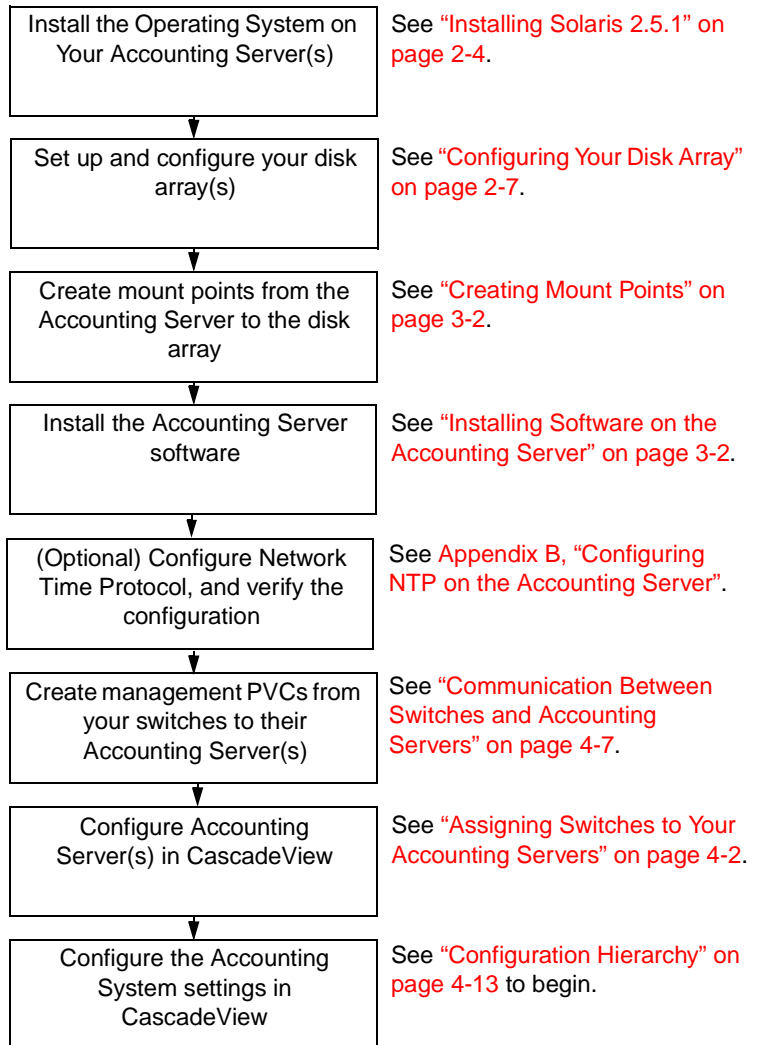 Install the Operating System on
Your Accounting Server(s)
See “Installing Solaris 2.5.1” on
page 2-4.
Set up and configure your disk
array(s)
See “Configuring Your Disk Array”
on page 2-7.
Create mount points from the
Accounting Server to the disk
array
See “Creating Mount Points” on
page 3-2.
Install the Accounting Server
software
See “Installing Software on the
Accounting Server” on page 3-2.
(Optional) Configure Network
Time Protocol, and verify the
configuration
See Appendix B, “Configuring
NTP on the Accounting Server”.
Create management PVCs from
your switches to their
Accounting Server(s)
See “Communication Between
Switches and Accounting
Servers” on page 4-7.
Configure Accounting
Server(s) in CascadeView
See “Assigning Switches to Your
Accounting Servers” on page 4-2.
Configure the Accounting
System settings in
CascadeView
See “Configuration Hierarchy” on
page 4-13 to begin.